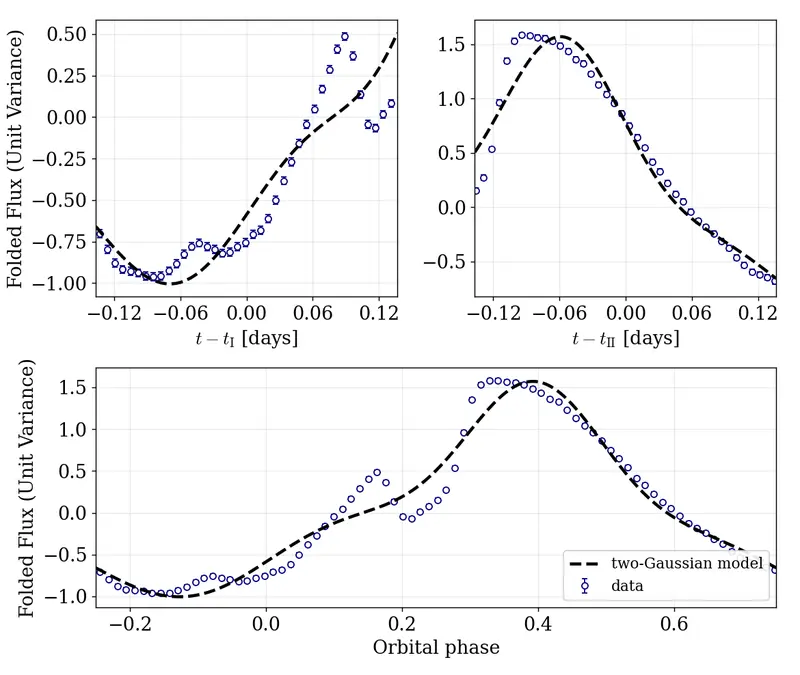 Folded Flux (Unit Variance)
0.50
0.25
0.00
−0.25
−0.50
−0.75
−1.00
−0.12 −0.06 0.00 0.06 0.12
t − t_I [days]
1.5
1.0
0.5
0.0
−0.5
−0.12 −0.06 0.00 0.06 0.12
t − t_II [days]
Folded Flux (Unit Variance)
1.5
1.0
0.5
0.0
−0.5
−1.0
two-Gaussian model
data
−0.2 0.0 0.2 0.4 0.6
Orbital phase